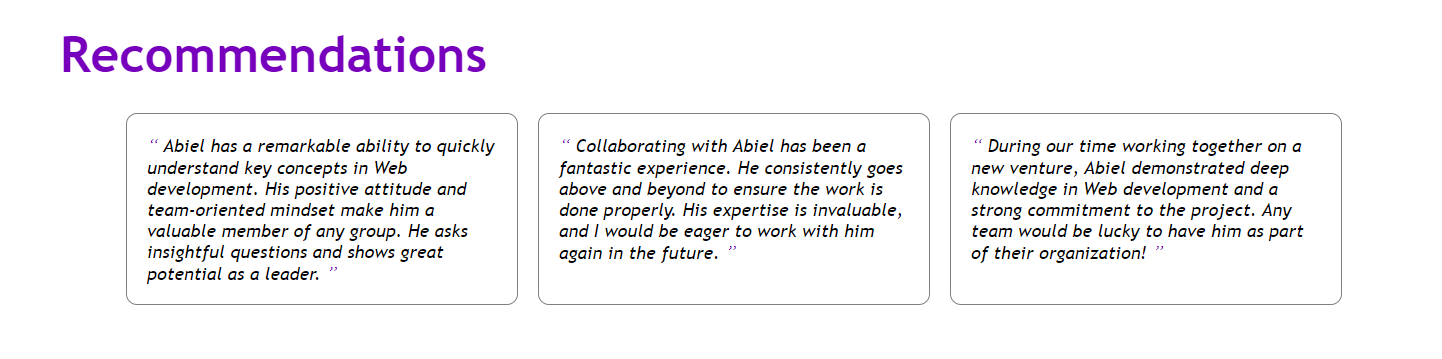 Recommendations
“ Abiel has a remarkable ability to quickly
understand key concepts in Web
development. His positive attitude and
team-oriented mindset make him a
valuable member of any group. He asks
insightful questions and shows great
potential as a leader. ”
“ Collaborating with Abiel has been a
fantastic experience. He consistently goes
above and beyond to ensure the work is
done properly. His expertise is invaluable,
and I would be eager to work with him
again in the future. ”
“ During our time working together on a
new venture, Abiel demonstrated deep
knowledge in Web development and a
strong commitment to the project. Any
team would be lucky to have him as part
of their organization! ”